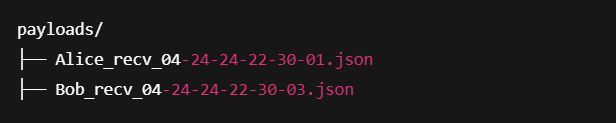 payloads/
├── Alice_recv_04-24-24-22-30-01.json
├── Bob_recv_04-24-24-22-30-03.json